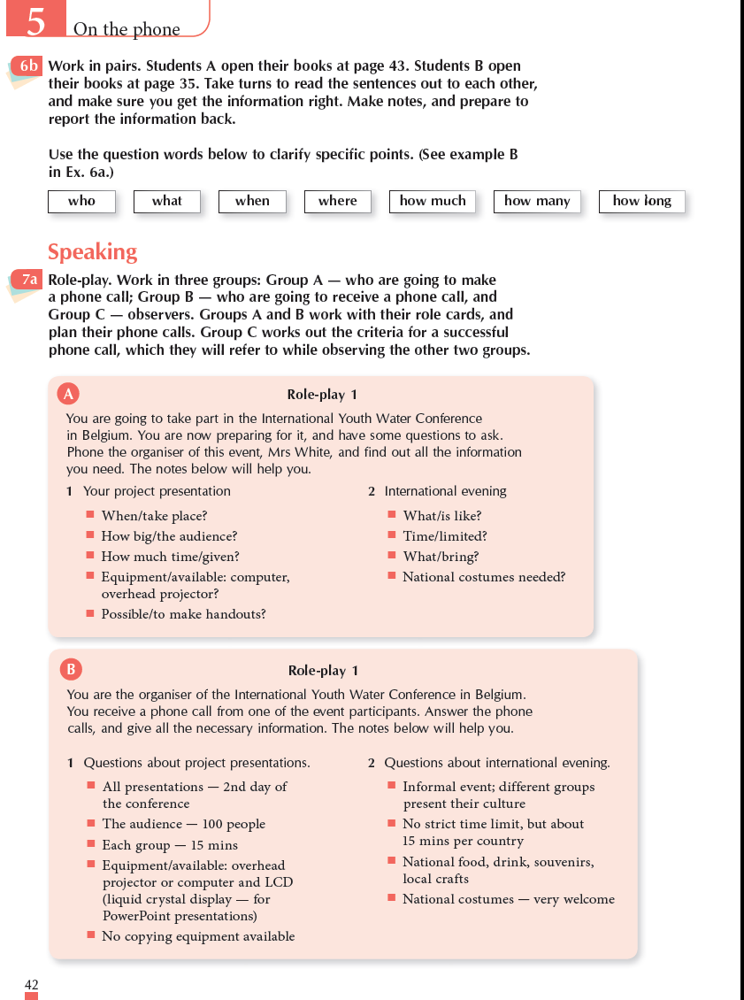 5 On the phone
6b Work in pairs. Students A open their books at page 43. Students B open
their books at page 35. Take turns to read the sentences out to each other,
and make sure you get the information right. Make notes, and prepare to
report the information back.
Use the question words below to clarify specific points. (See example B
in Ex. 6a.)
who what when where how much how many how long
Speaking
7a Role-play. Work in three groups: Group A — who are going to make
a phone call; Group B — who are going to receive a phone call, and
Group C — observers. Groups A and B work with their role cards, and
plan their phone calls. Group C works out the criteria for a successful
phone call, which they will refer to while observing the other two groups.
A Role-play 1
You are going to take part in the International Youth Water Conference
in Belgium. You are now preparing for it, and have some questions to ask.
Phone the organiser of this event, Mrs White, and find out all the information
you need. The notes below will help you.
1 Your project presentation
When/take place?
How big/the audience?
How much time/given?
Equipment/available: computer,
overhead projector?
Possible/to make handouts?
2 International evening
What/is like?
Time/limited?
What/bring?
National costumes needed?
B Role-play 1
You are the organiser of the International Youth Water Conference in Belgium.
You receive a phone call from one of the event participants. Answer the phone
calls, and give all the necessary information. The notes below will help you.
1 Questions about project presentations.
All presentations — 2nd day of
the conference
The audience — 100 people
Each group — 15 mins
Equipment/available: overhead
projector or computer and LCD
(liquid crystal display — for
PowerPoint presentations)
No copying equipment available
2 Questions about international evening.
Informal event; different groups
present their culture
No strict time limit, but about
15 mins per country
National food, drink, souvenirs,
local crafts
National costumes — very welcome
42